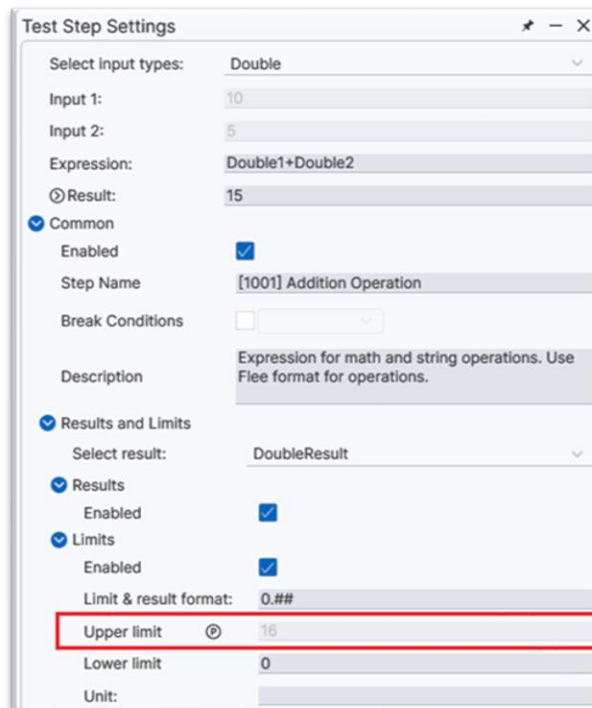 Test Step Settings
Select input types: Double
Input 1: 10
Input 2: 5
Expression: Double1+Double2
Result: 15
Common
Enabled
Step Name [1001] Addition Operation
Break Conditions
Expression for math and string operations. Use
Description Flee format for operations.
Results and Limits
Select result: DoubleResult
Results
Enabled
Limits
Enabled
Limit & result format: 0.##
Upper limit P 16
Lower limit 0
Unit: